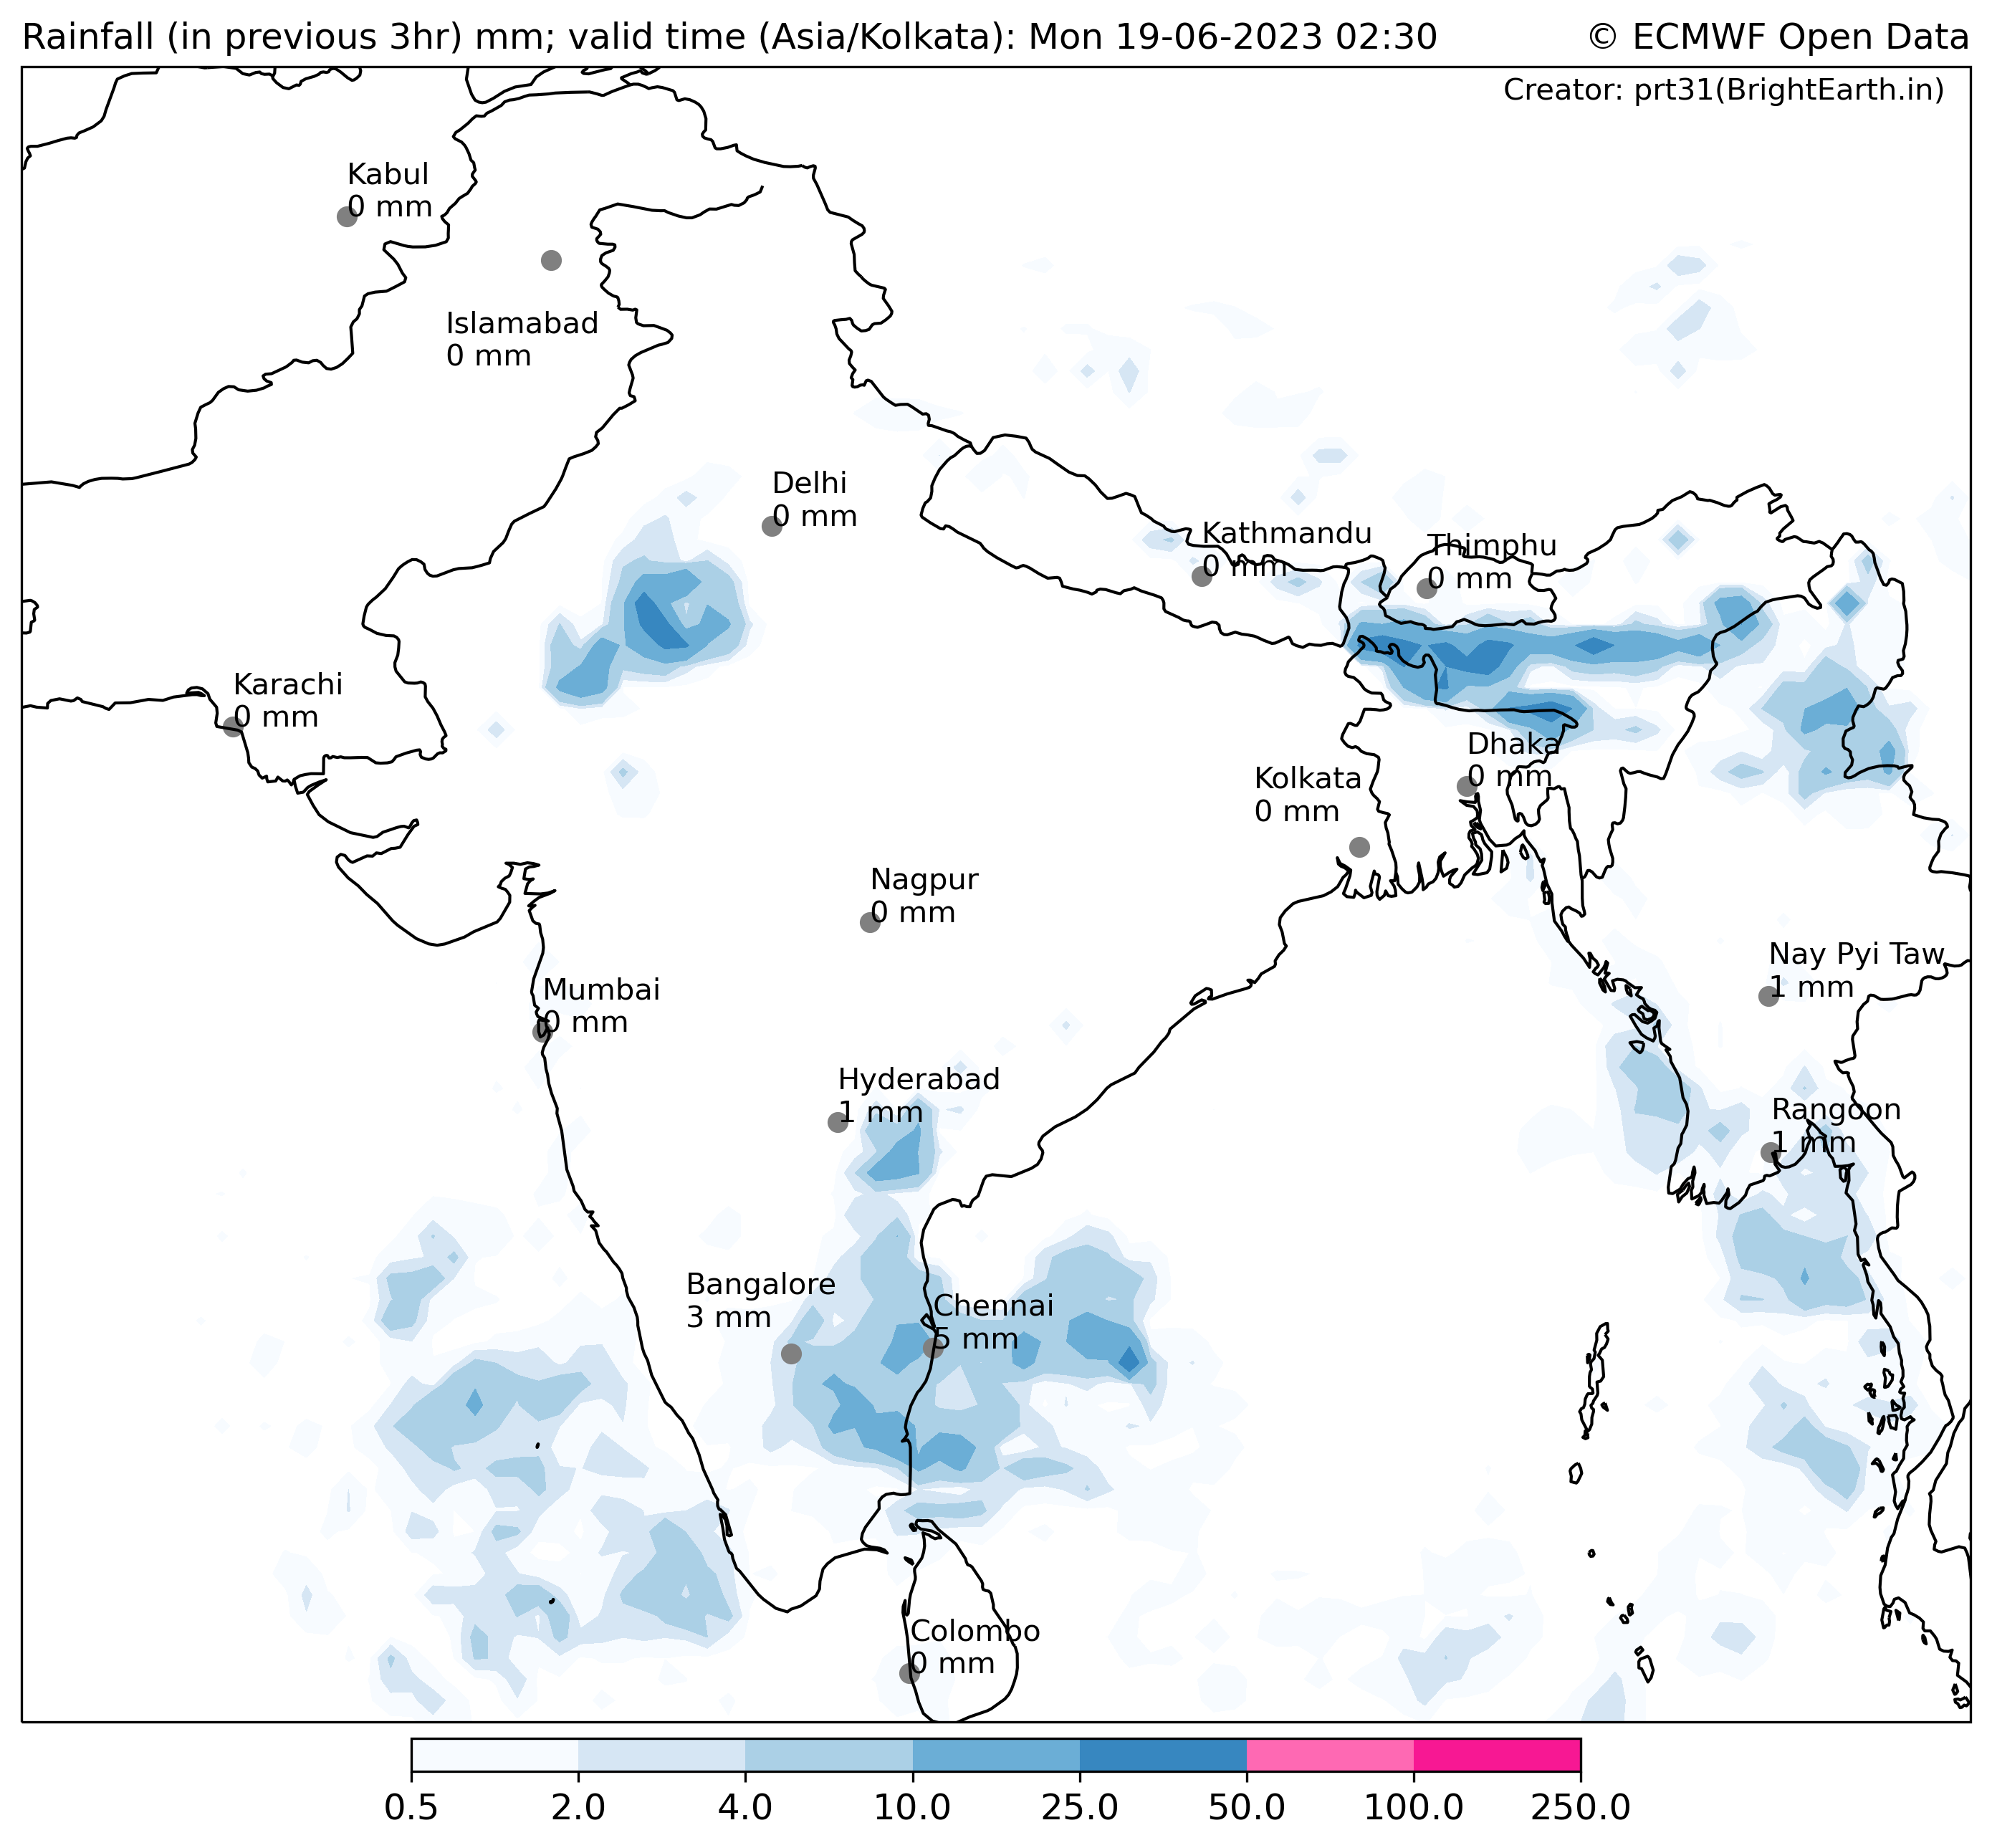 Rainfall (in previous 3hr) mm; valid time (Asia/Kolkata): Mon 19-06-2023 02:30
© ECMWF Open Data
Creator: prt31(BrightEarth.in)
Kabul
0 mm
Islamabad
0 mm
Delhi
0 mm
Kathmandu
0 mm
Thimphu
0 mm
Karachi
0 mm
Dhaka
0 mm
Kolkata
0 mm
Nagpur
0 mm
Nay Pyi Taw
1 mm
Mumbai
0 mm
Hyderabad
1 mm
Rangoon
1 mm
Bangalore
3 mm
Chennai
5 mm
Colombo
0 mm
0.5 2.0 4.0 10.0 25.0 50.0 100.0 250.0